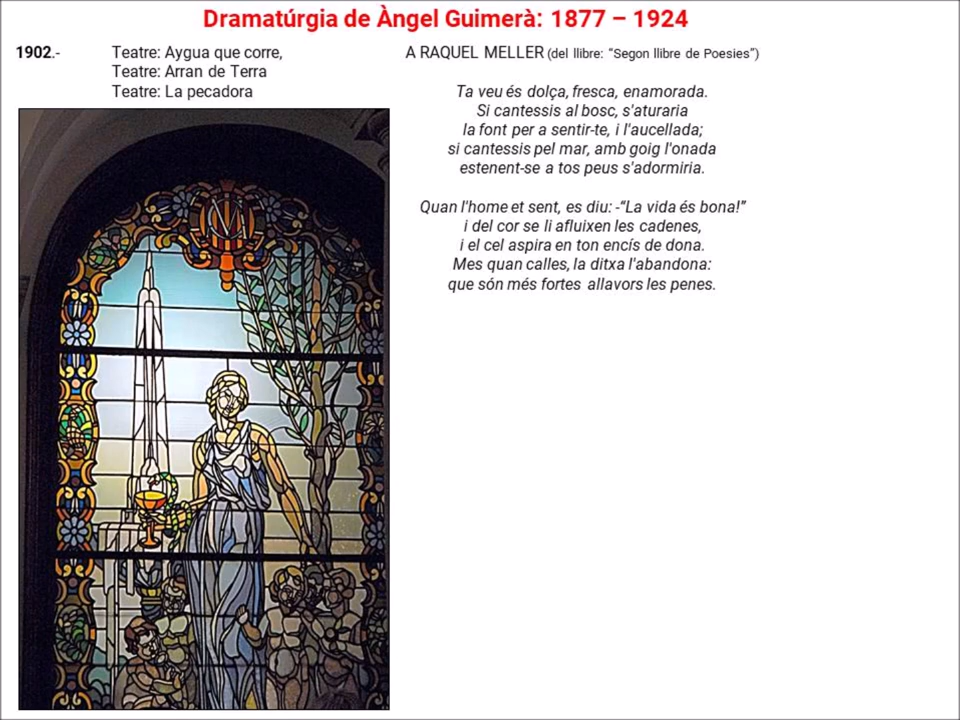 Dramatúrgia de Àngel Guimerà: 1877 – 1924
1902.- Teatre: Aygua que corre,
Teatre: Arran de Terra
Teatre: La pecadora
A RAQUEL MELLER (del llibre: “Segon llibre de Poesies”)
Ta veu és dolça, fresca, enamorada.
Si cantessis al bosc, s'aturaria
la font per a sentir-te, i l'aucellada;
si cantessis pel mar, amb goig l'onada
estenent-se a tos peus s'adormiria.
Quan l'home et sent, es diu: -“La vida és bona!”
i del cor se li afluixen les cadenes,
i el cel aspira en ton encís de dona.
Mes quan calles, la ditxa l'abandona:
que són més fortes allavors les penes.